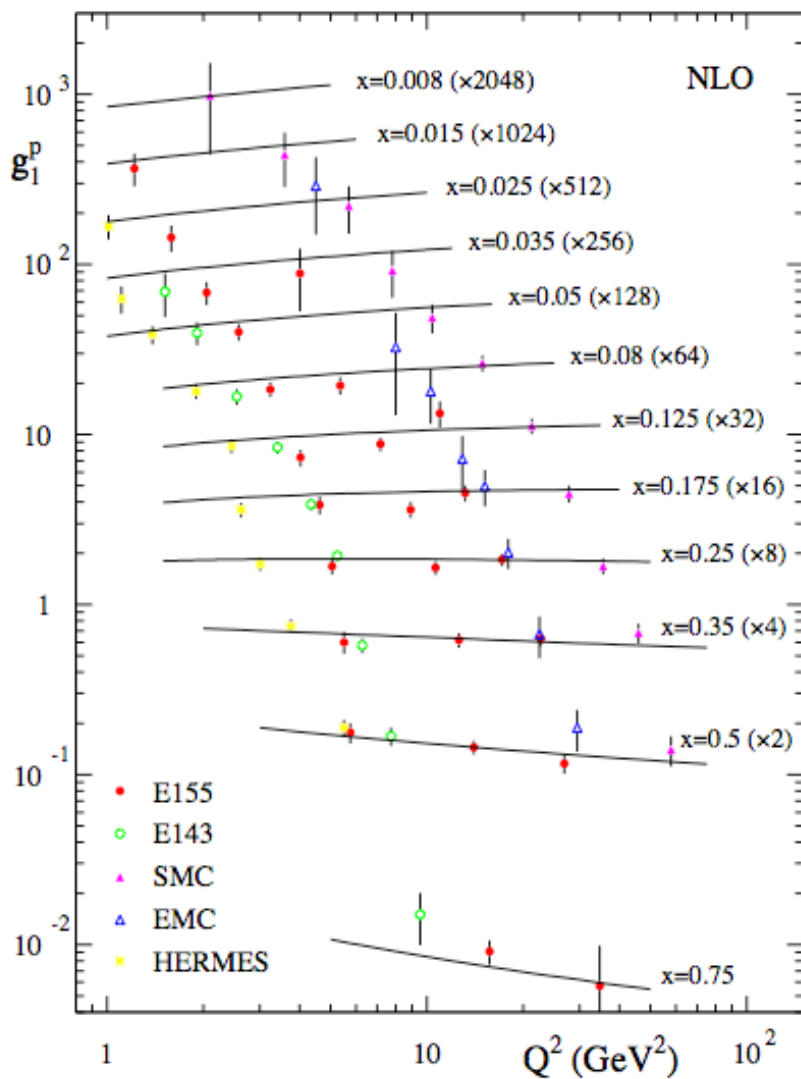 NLO
g₁ᵖ
10³
10²
10
1
10⁻¹
10⁻²
x=0.008 (×2048)
x=0.015 (×1024)
x=0.025 (×512)
x=0.035 (×256)
x=0.05 (×128)
x=0.08 (×64)
x=0.125 (×32)
x=0.175 (×16)
x=0.25 (×8)
x=0.35 (×4)
x=0.5 (×2)
x=0.75
E155
E143
SMC
EMC
HERMES
1 10 10²
Q² (GeV²)